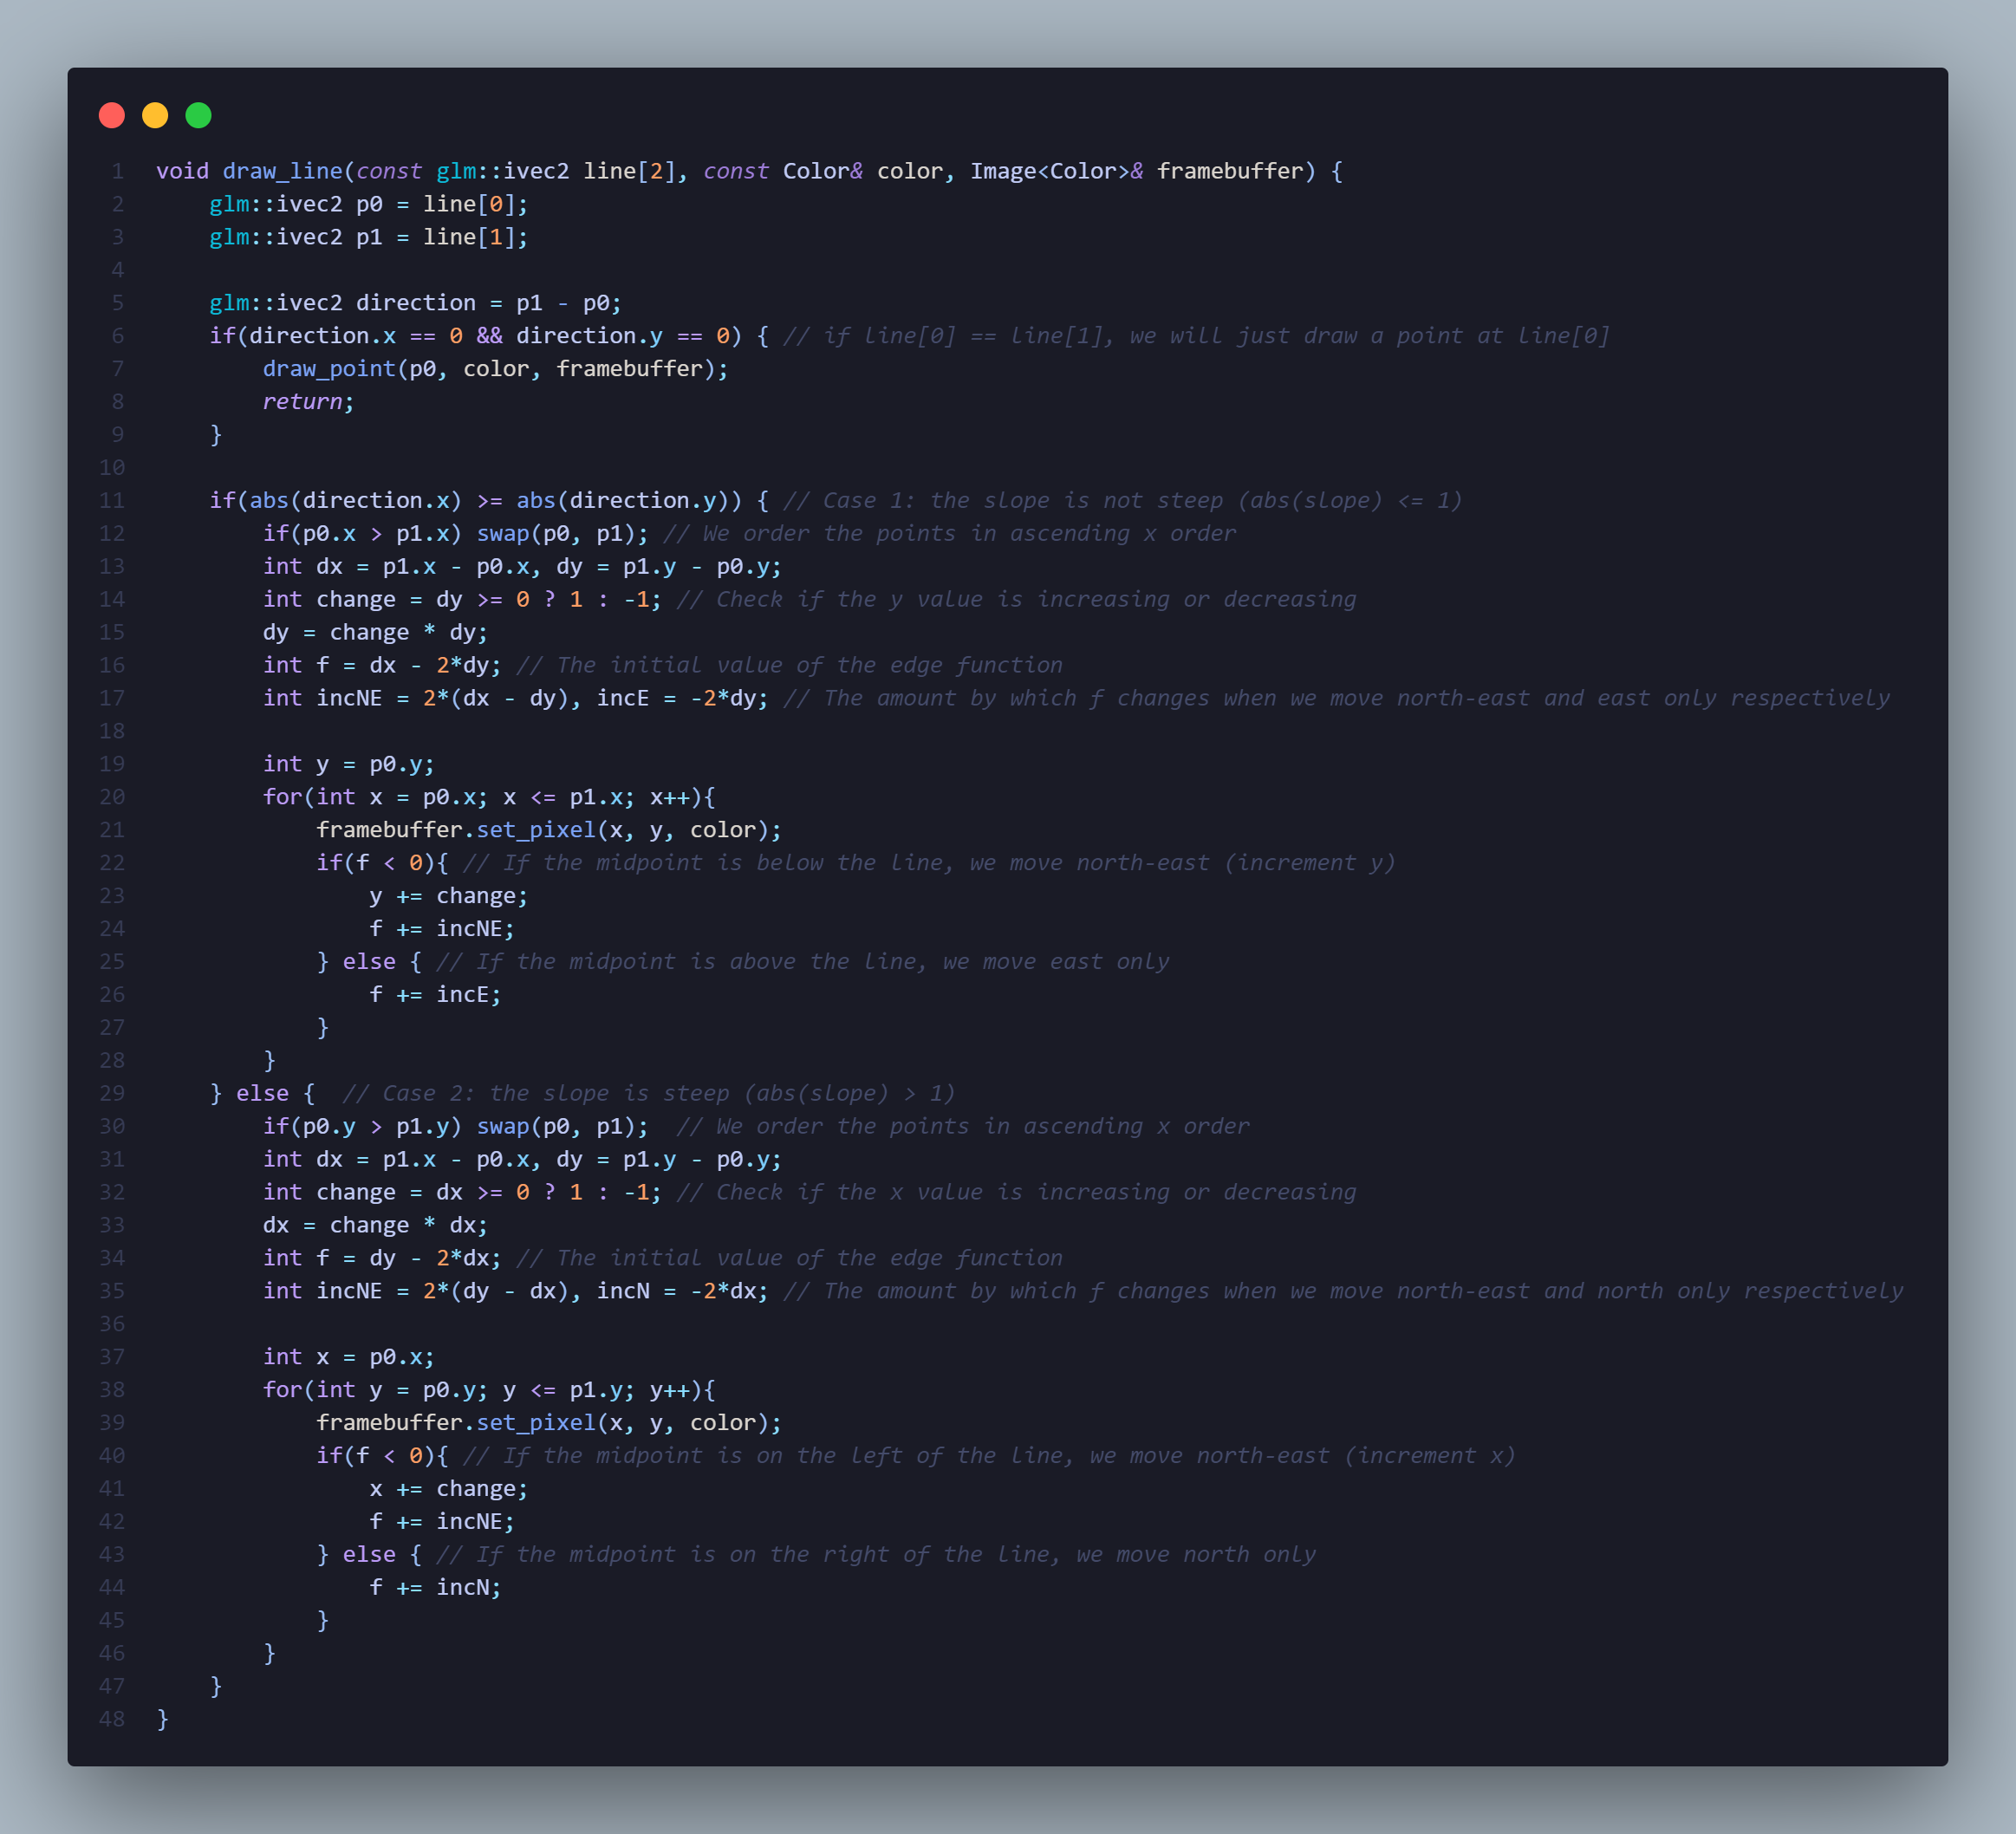 1 void draw_line(const glm::ivec2 line[2], const Color& color, Image<Color>& framebuffer) {
2     glm::ivec2 p0 = line[0];
3     glm::ivec2 p1 = line[1];
4
5     glm::ivec2 direction = p1 - p0;
6     if(direction.x == 0 && direction.y == 0) { // if line[0] == line[1], we will just draw a point at line[0]
7         draw_point(p0, color, framebuffer);
8         return;
9     }
10
11     if(abs(direction.x) >= abs(direction.y)) { // Case 1: the slope is not steep (abs(slope) <= 1)
12         if(p0.x > p1.x) swap(p0, p1); // We order the points in ascending x order
13         int dx = p1.x - p0.x, dy = p1.y - p0.y;
14         int change = dy >= 0 ? 1 : -1; // Check if the y value is increasing or decreasing
15         dy = change * dy;
16         int f = dx - 2*dy; // The initial value of the edge function
17         int incNE = 2*(dx - dy), incE = -2*dy; // The amount by which f changes when we move north-east and east only respectively
18
19         int y = p0.y;
20         for(int x = p0.x; x <= p1.x; x++){
21             framebuffer.set_pixel(x, y, color);
22             if(f < 0){ // If the midpoint is below the line, we move north-east (increment y)
23                 y += change;
24                 f += incNE;
25             } else { // If the midpoint is above the line, we move east only
26                 f += incE;
27             }
28         }
29     } else {  // Case 2: the slope is steep (abs(slope) > 1)
30         if(p0.y > p1.y) swap(p0, p1);  // We order the points in ascending x order
31         int dx = p1.x - p0.x, dy = p1.y - p0.y;
32         int change = dx >= 0 ? 1 : -1; // Check if the x value is increasing or decreasing
33         dx = change * dx;
34         int f = dy - 2*dx; // The initial value of the edge function
35         int incNE = 2*(dy - dx), incN = -2*dx; // The amount by which f changes when we move north-east and north only respectively
36
37         int x = p0.x;
38         for(int y = p0.y; y <= p1.y; y++){
39             framebuffer.set_pixel(x, y, color);
40             if(f < 0){ // If the midpoint is on the left of the line, we move north-east (increment x)
41                 x += change;
42                 f += incNE;
43             } else { // If the midpoint is on the right of the line, we move north only
44                 f += incN;
45             }
46         }
47     }
48 }